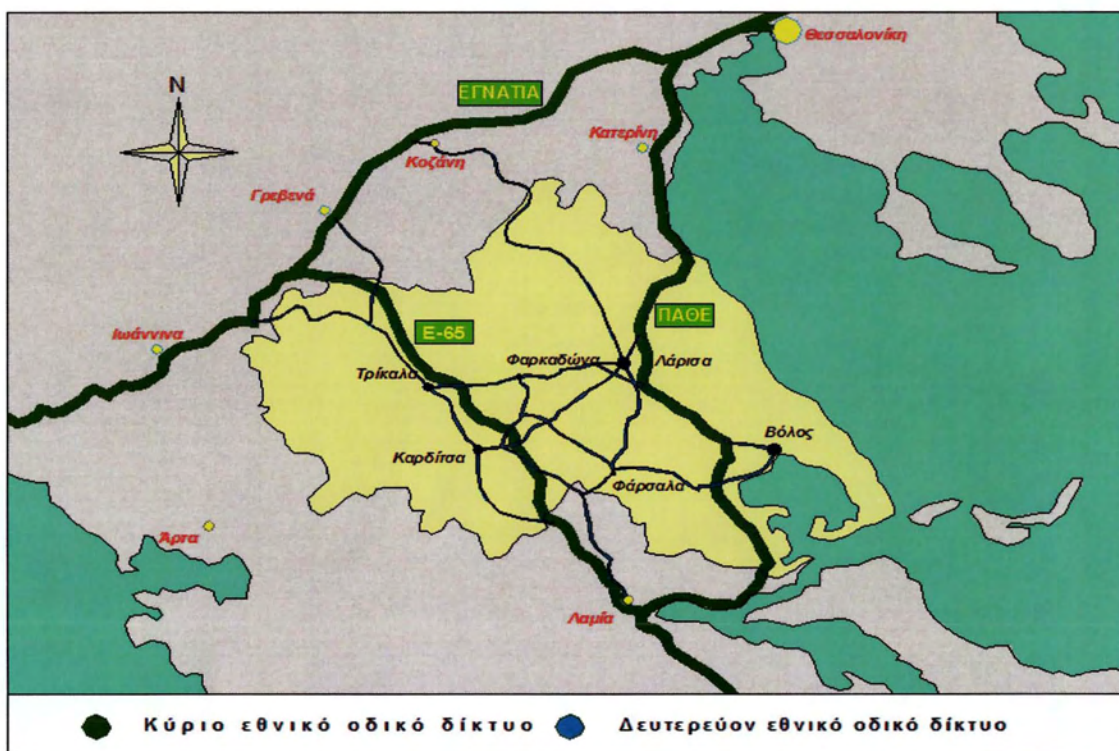 Θεσσαλονίκη
N
ΕΓΝΑΤΙΑ
Κατερίνη
Κοζάνη
Γρεβενά
ΠΑΘΕ
Ιωάννινα
Ε-65
Φαρκαδώνα
Λάρισα
Τρίκαλα
Βόλος
Καρδίτσα
Φάρσαλα
Άρτα
Λαμία
Κύριο εθνικό οδικό δίκτυο
Δευτερεύον εθνικό οδικό δίκτυο